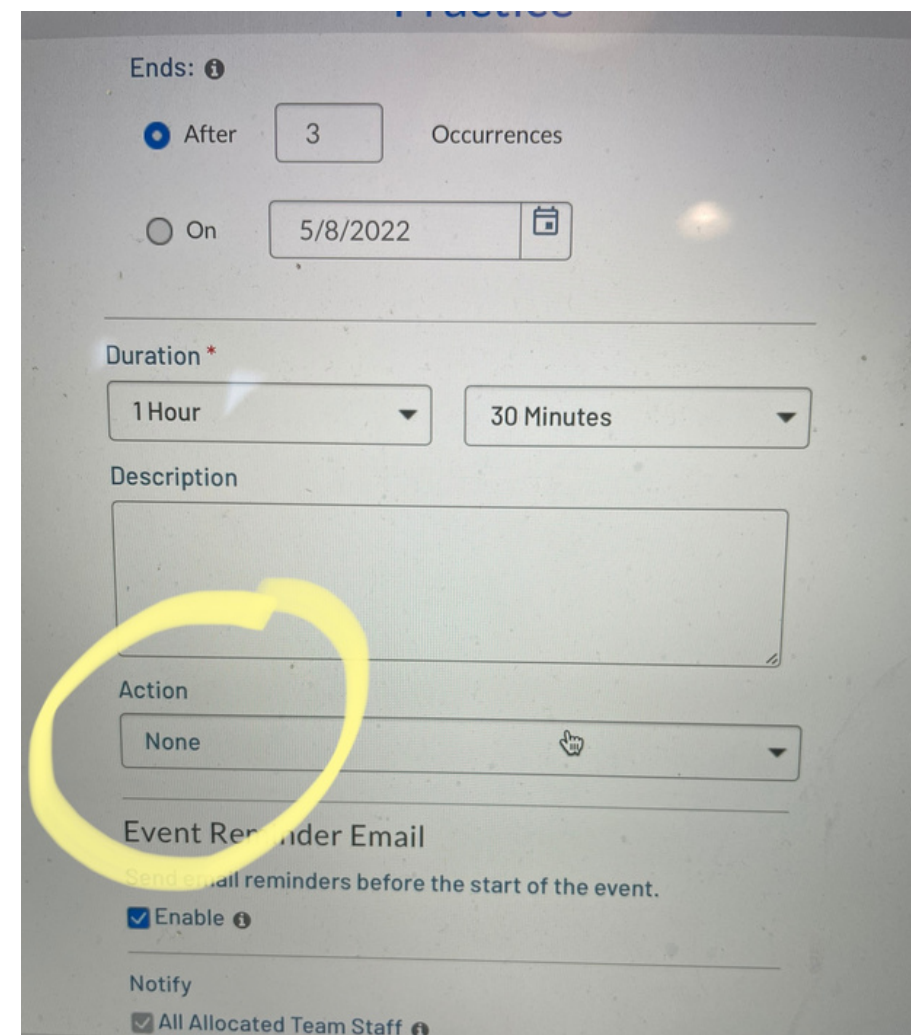 Practice
Ends:
After 3 Occurrences
On 5/8/2022
Duration *
1 Hour 30 Minutes
Description
Action
None
Event Reminder Email
Send email reminders before the start of the event.
Enable
Notify
All Allocated Team Staff